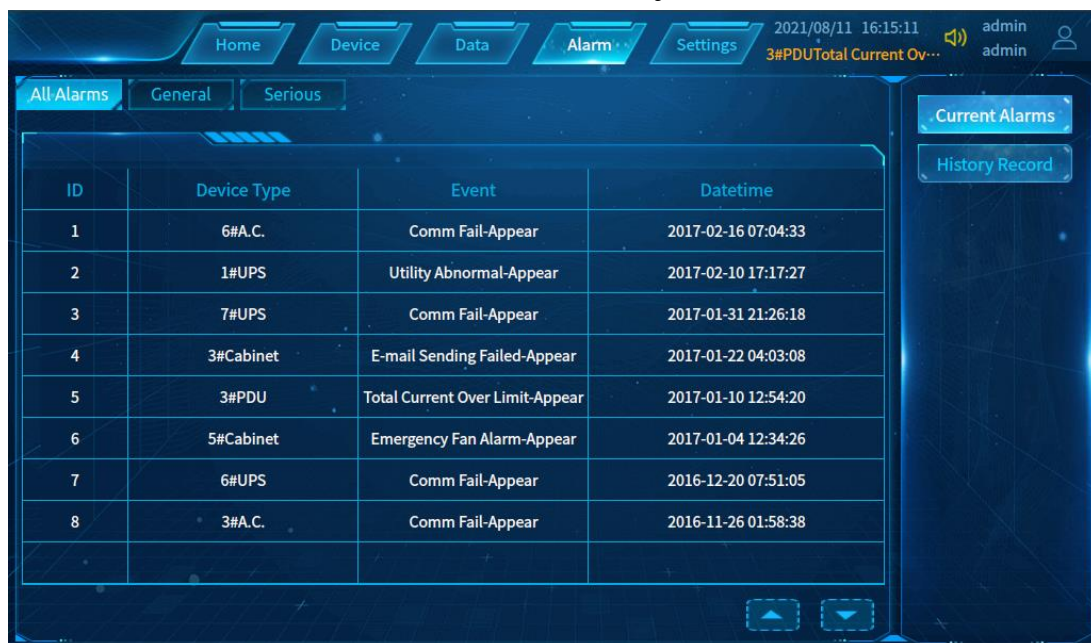 Home Device Data Alarm Settings
2021/08/11 16:15:11
3#PDUTotal Current Ov...
admin
admin
All Alarms General Serious
Current Alarms
History Record
ID Device Type Event Datetime
1 6#A.C. Comm Fail-Appear 2017-02-16 07:04:33
2 1#UPS Utility Abnormal-Appear 2017-02-10 17:17:27
3 7#UPS Comm Fail-Appear 2017-01-31 21:26:18
4 3#Cabinet E-mail Sending Failed-Appear 2017-01-22 04:03:08
5 3#PDU Total Current Over Limit-Appear 2017-01-10 12:54:20
6 5#Cabinet Emergency Fan Alarm-Appear 2017-01-04 12:34:26
7 6#UPS Comm Fail-Appear 2016-12-20 07:51:05
8 3#A.C. Comm Fail-Appear 2016-11-26 01:58:38